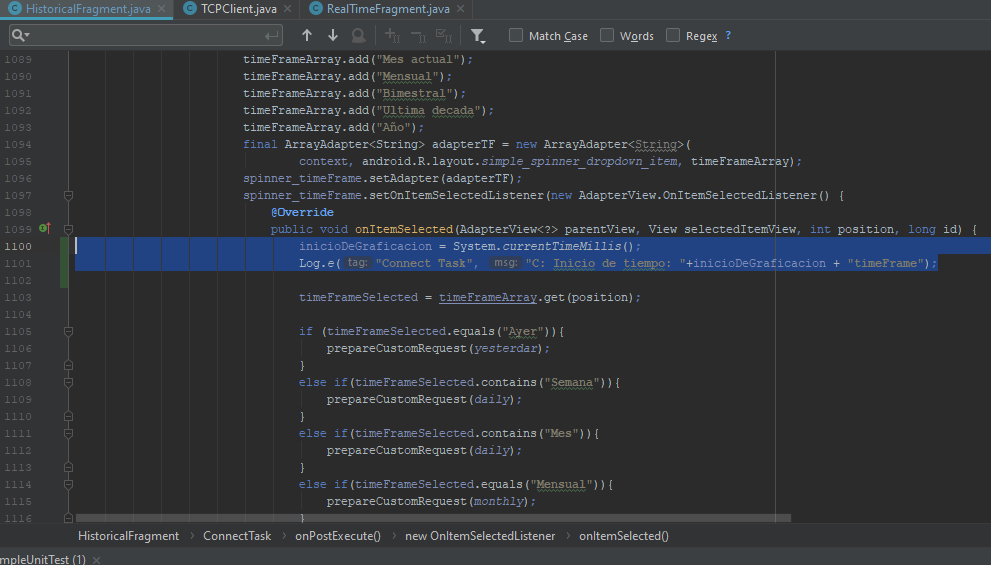 HistoricalFragment.java × TCPClient.java × RealTimeFragment.java ×
Match Case Words Regex ?
1089 timeFrameArray.add("Mes actual");
1090 timeFrameArray.add("Mensual");
1091 timeFrameArray.add("Bimestral");
1092 timeFrameArray.add("Ultima decada");
1093 timeFrameArray.add("Año");
1094 final ArrayAdapter<String> adapterTF = new ArrayAdapter<String>(
1095 context, android.R.layout.simple_spinner_dropdown_item, timeFrameArray);
1096 spinner_timeFrame.setAdapter(adapterTF);
1097 spinner_timeFrame.setOnItemSelectedListener(new AdapterView.OnItemSelectedListener() {
1098 @Override
1099 public void onItemSelected(AdapterView<?> parentView, View selectedItemView, int position, long id) {
1100 inicioDeGraficacion = System.currentTimeMillis();
1101 Log.e( tag: "Connect Task", msg: "C: Inicio de tiempo: "+inicioDeGraficacion + "timeFrame");
1102
1103 timeFrameSelected = timeFrameArray.get(position);
1104
1105 if (timeFrameSelected.equals("Ayer")){
1106 prepareCustomRequest(yesterdar);
1107 }
1108 else if(timeFrameSelected.contains("Semana")){
1109 prepareCustomRequest(daily);
1110 }
1111 else if(timeFrameSelected.contains("Mes")){
1112 prepareCustomRequest(daily);
1113 }
1114 else if(timeFrameSelected.equals("Mensual")){
1115 prepareCustomRequest(monthly);
1116 }
HistoricalFragment › ConnectTask › onPostExecute() › new OnItemSelectedListener › onItemSelected()
mpleUnitTest (1) ×